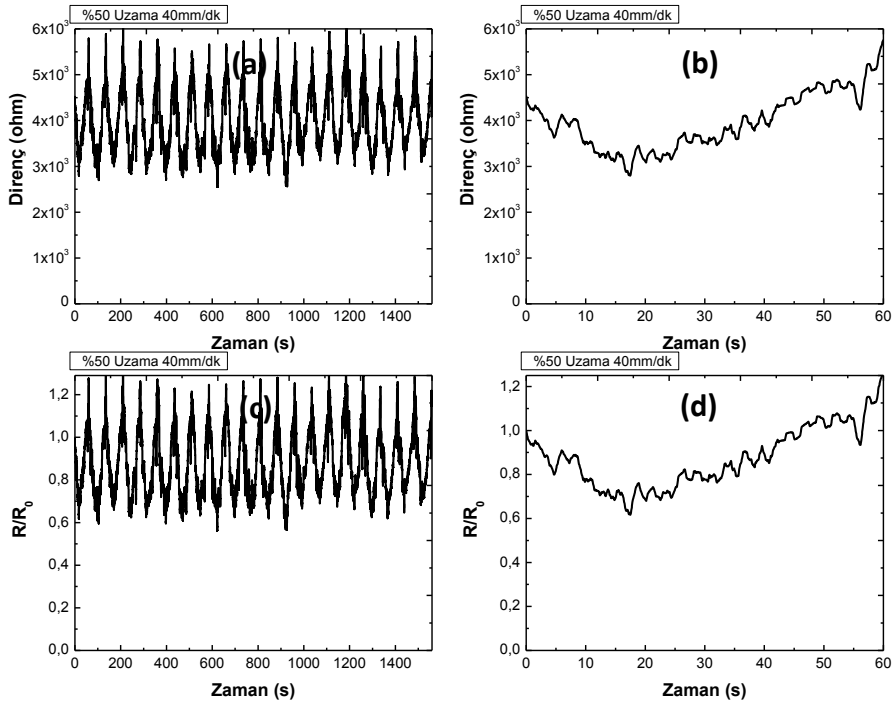 %50 Uzama 40mm/dk
(a)
Direnç (ohm)
6x10³
5x10³
4x10³
3x10³
2x10³
1x10³
0
0 200 400 600 800 1000 1200 1400
Zaman (s)
%50 Uzama 40mm/dk
(b)
Direnç (ohm)
6x10³
5x10³
4x10³
3x10³
2x10³
1x10³
0
0 10 20 30 40 50 60
Zaman (s)
%50 Uzama 40mm/dk
(c)
R/R₀
1,2
1,0
0,8
0,6
0,4
0,2
0,0
0 200 400 600 800 1000 1200 1400
Zaman (s)
%50 Uzama 40mm/dk
(d)
R/R₀
1,2
1,0
0,8
0,6
0,4
0,2
0,0
0 10 20 30 40 50 60
Zaman (s)